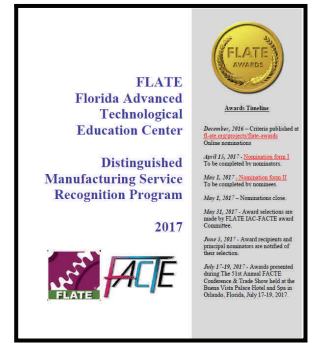 FLATE
Florida Advanced
Technological
Education Center
Distinguished
Manufacturing Service
Recognition Program
2017
FLATE
FACTE
FLATE
AWARDS
Awards Timeline
December, 2016 – Criteria published at
fl-ate.org/projects/flate-awards
Online nominations
April 15, 2017 - Nomination form I
To be completed by nominators.
May 1, 2017 - Nomination form II
To be completed by nominees.
May 1, 2017 – Nominations close.
May 31, 2017 - Award selections are
made by FLATE IAC-FACTE award
Committee.
June 5, 2017 - Award recipients and
principal nominators are notified of
their selection.
July 17-19, 2017 - Awards presented
during The 51st Annual FACTE
Conference & Trade Show held at the
Buena Vista Palace Hotel and Spa in
Orlando, Florida, July 17-19, 2017.